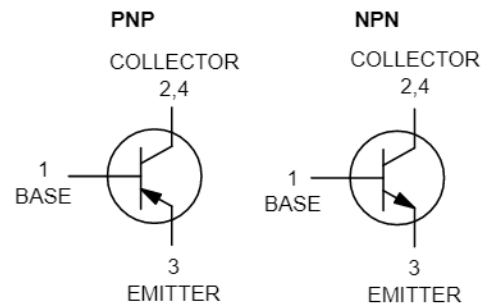 PNP
COLLECTOR
2,4
1
BASE
3
EMITTER
NPN
COLLECTOR
2,4
1
BASE
3
EMITTER